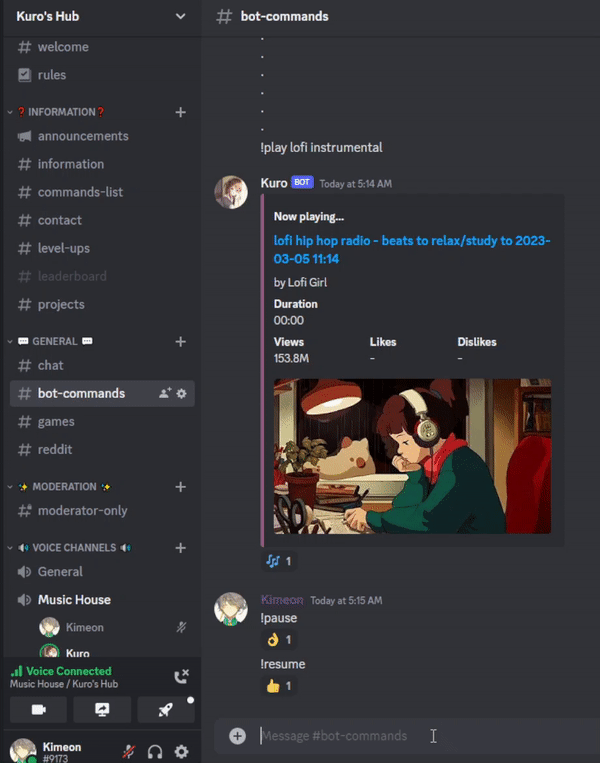 Kuro's Hub
welcome
rules
INFORMATION
announcements
information
commands-list
contact
level-ups
leaderboard
projects
GENERAL
chat
bot-commands
games
reddit
MODERATION
moderator-only
VOICE CHANNELS
General
Music House
Kimeon
Kuro
Voice Connected
Music House / Kuro's Hub
Kimeon
#9173
# bot-commands
.
.
.
.
.
.
!play lofi instrumental
Kuro BOT Today at 5:14 AM
Now playing...
lofi hip hop radio - beats to relax/study to 2023-
03-05 11:14
by Lofi Girl
Duration
00:00
Views Likes Dislikes
153.8M - -
1
Kimeon Today at 5:15 AM
!pause
1
!resume
1
Message #bot-commands